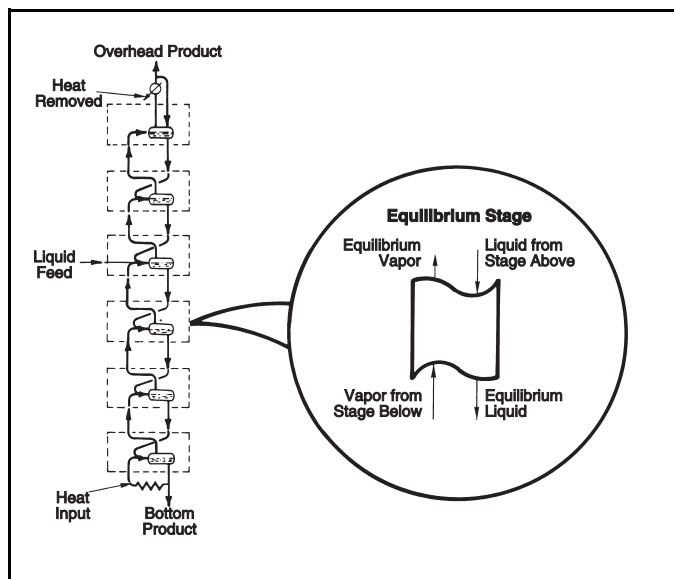 Overhead Product
Heat
Removed
Liquid
Feed
Heat
Input
Bottom
Product
Equilibrium Stage
Equilibrium
Vapor
Liquid from
Stage Above
Vapor from
Stage Below
Equilibrium
Liquid